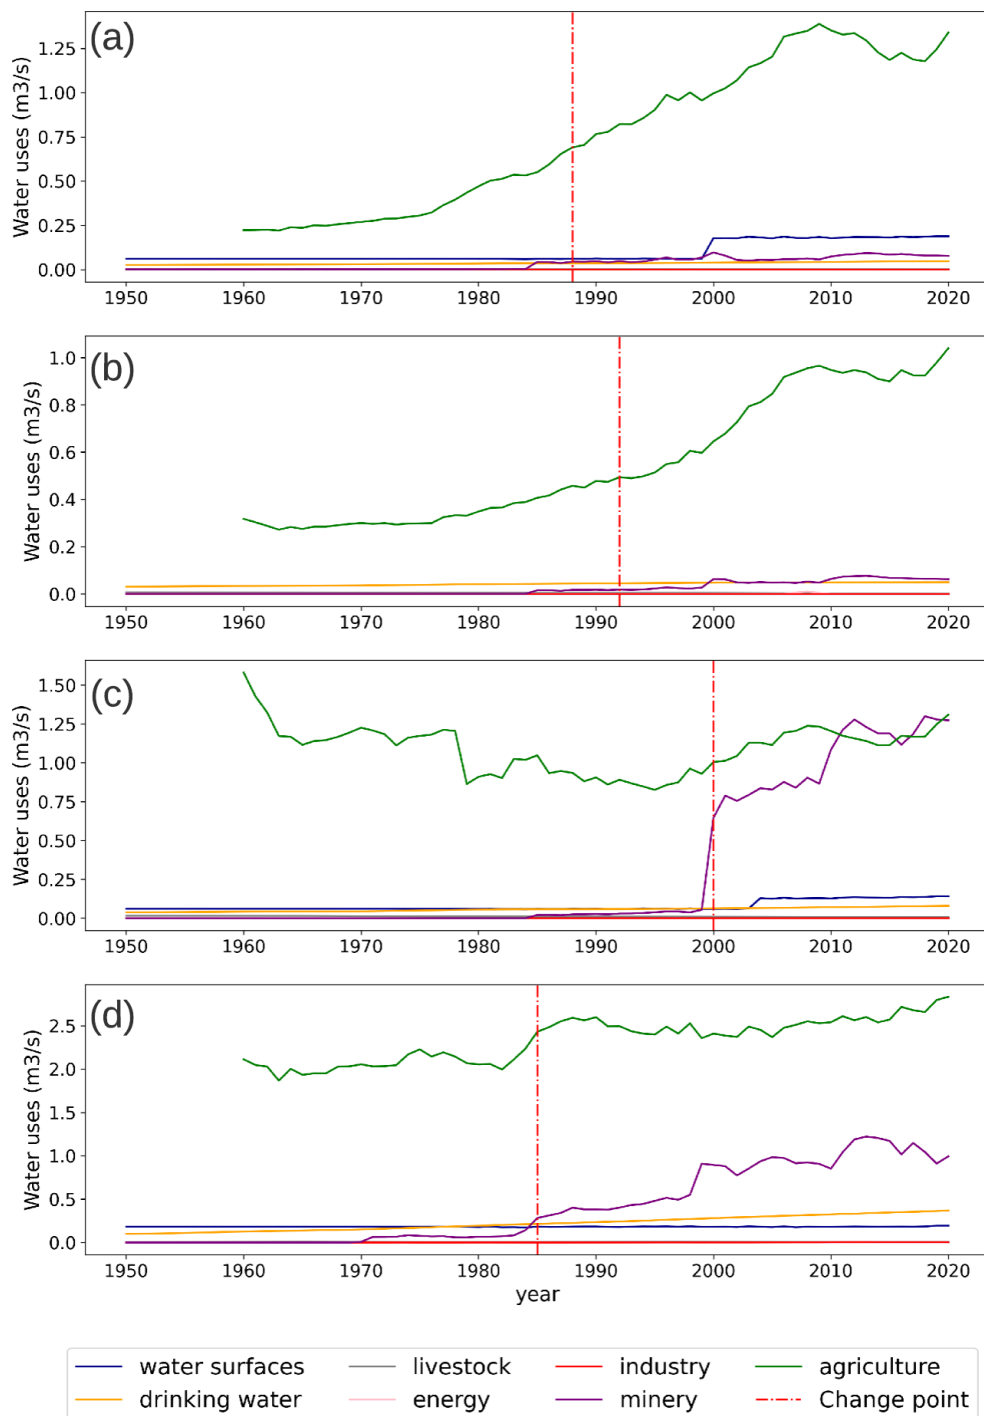 (a)
Water uses (m3/s)
1.25
1.00
0.75
0.50
0.25
0.00
1950 1960 1970 1980 1990 2000 2010 2020
(b)
Water uses (m3/s)
1.0
0.8
0.6
0.4
0.2
0.0
1950 1960 1970 1980 1990 2000 2010 2020
(c)
Water uses (m3/s)
1.50
1.25
1.00
0.75
0.50
0.25
0.00
1950 1960 1970 1980 1990 2000 2010 2020
(d)
Water uses (m3/s)
2.5
2.0
1.5
1.0
0.5
0.0
1950 1960 1970 1980 1990 2000 2010 2020
year
water surfaces livestock industry agriculture
drinking water energy minery Change point